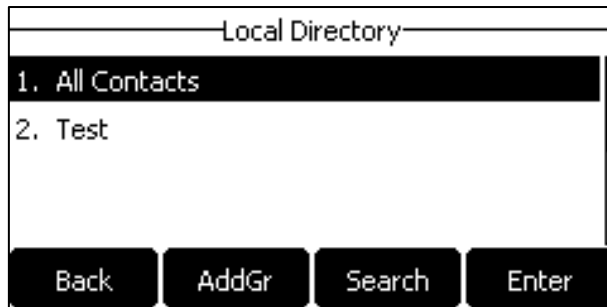 Local Directory
1. All Contacts
2. Test
Back AddGr Search Enter